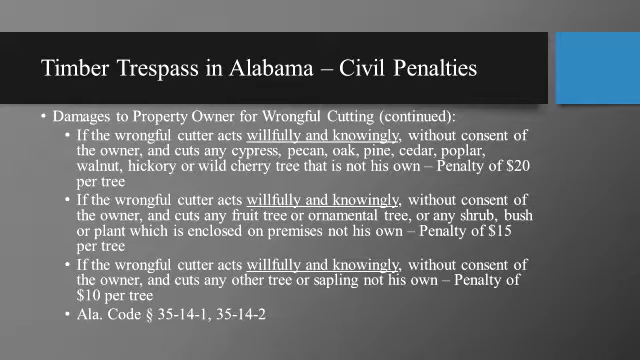 Timber Trespass in Alabama – Civil Penalties
• Damages to Property Owner for Wrongful Cutting (continued):
• If the wrongful cutter acts willfully and knowingly, without consent of
the owner, and cuts any cypress, pecan, oak, pine, cedar, poplar,
walnut, hickory or wild cherry tree that is not his own – Penalty of $20
per tree
• If the wrongful cutter acts willfully and knowingly, without consent of
the owner, and cuts any fruit tree or ornamental tree, or any shrub, bush
or plant which is enclosed on premises not his own – Penalty of $15
per tree
• If the wrongful cutter acts willfully and knowingly, without consent of
the owner, and cuts any other tree or sapling not his own – Penalty of
$10 per tree
• Ala. Code § 35-14-1, 35-14-2